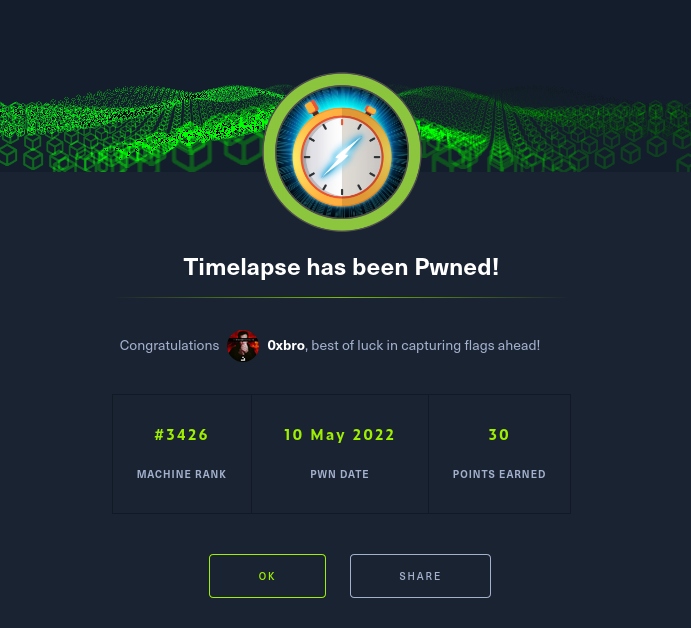 Timelapse has been Pwned!
Congratulations 0xbro, best of luck in capturing flags ahead!
#3426 10 May 2022 30
MACHINE RANK PWN DATE POINTS EARNED
OK SHARE